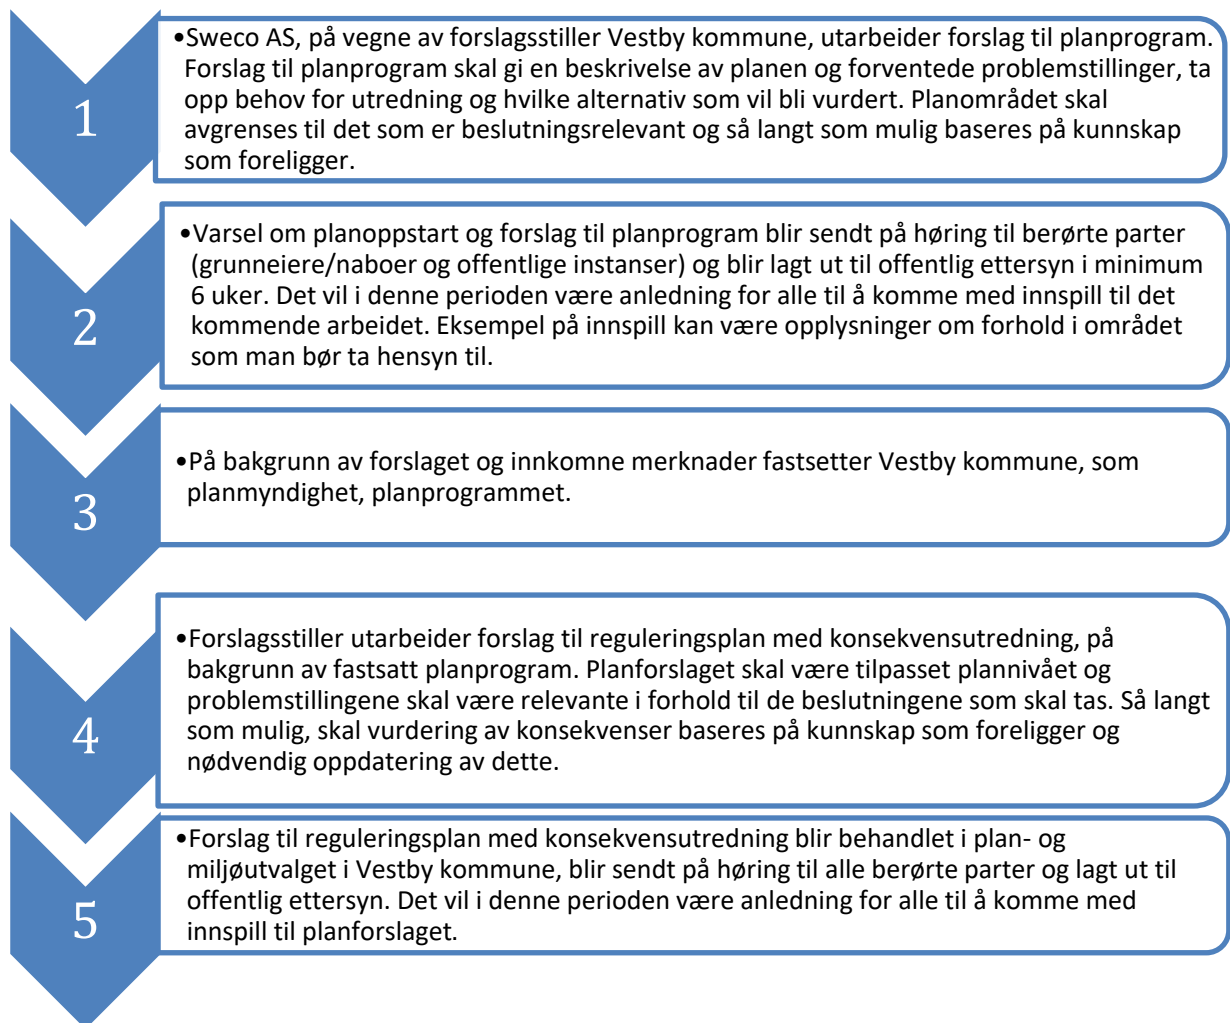 1
•Sweco AS, på vegne av forslagsstiller Vestby kommune, utarbeider forslag til planprogram.
Forslag til planprogram skal gi en beskrivelse av planen og forventede problemstillinger, ta
opp behov for utredning og hvilke alternativ som vil bli vurdert. Planområdet skal
avgrenses til det som er beslutningsrelevant og så langt som mulig baseres på kunnskap
som foreligger.
2
•Varsel om planoppstart og forslag til planprogram blir sendt på høring til berørte parter
(grunneiere/naboer og offentlige instanser) og blir lagt ut til offentlig ettersyn i minimum
6 uker. Det vil i denne perioden være anledning for alle til å komme med innspill til det
kommende arbeidet. Eksempel på innspill kan være opplysninger om forhold i området
som man bør ta hensyn til.
3
•På bakgrunn av forslaget og innkomne merknader fastsetter Vestby kommune, som
planmyndighet, planprogrammet.
4
•Forslagsstiller utarbeider forslag til reguleringsplan med konsekvensutredning, på
bakgrunn av fastsatt planprogram. Planforslaget skal være tilpasset plannivået og
problemstillingene skal være relevante i forhold til de beslutningene som skal tas. Så langt
som mulig, skal vurdering av konsekvenser baseres på kunnskap som foreligger og
nødvendig oppdatering av dette.
5
•Forslag til reguleringsplan med konsekvensutredning blir behandlet i plan- og
miljøutvalget i Vestby kommune, blir sendt på høring til alle berørte parter og lagt ut til
offentlig ettersyn. Det vil i denne perioden være anledning for alle til å komme med
innspill til planforslaget.